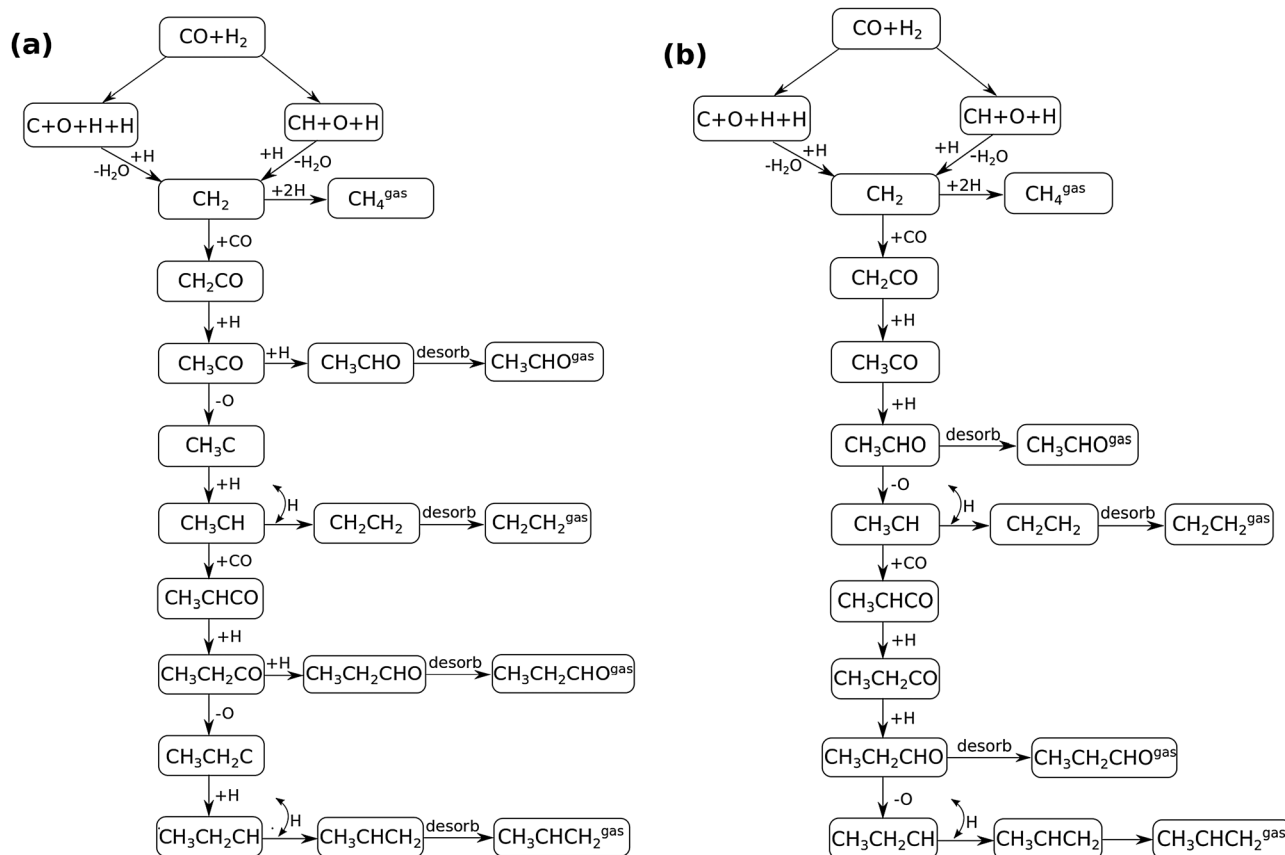 (a)
CO+H₂
C+O+H+H
CH+O+H
+H
-H₂O
+H
-H₂O
CH₂
+2H
CH₄gas
+CO
CH₂CO
+H
CH₃CO
+H
CH₃CHO
desorb
CH₃CHOgas
-O
CH₃C
+H
CH₃CH
H
CH₂CH₂
desorb
CH₂CH₂gas
+CO
CH₃CHCO
+H
CH₃CH₂CO
+H
CH₃CH₂CHO
desorb
CH₃CH₂CHOgas
-O
CH₃CH₂C
+H
CH₃CH₂CH
H
CH₃CHCH₂
desorb
CH₃CHCH₂gas
(b)
CO+H₂
C+O+H+H
CH+O+H
+H
-H₂O
+H
-H₂O
CH₂
+2H
CH₄gas
+CO
CH₂CO
+H
CH₃CO
+H
CH₃CHO
desorb
CH₃CHOgas
-O
CH₃CH
H
CH₂CH₂
desorb
CH₂CH₂gas
+CO
CH₃CHCO
+H
CH₃CH₂CO
+H
CH₃CH₂CHO
desorb
CH₃CH₂CHOgas
-O
CH₃CH₂CH
H
CH₃CHCH₂
CH₃CHCH₂gas